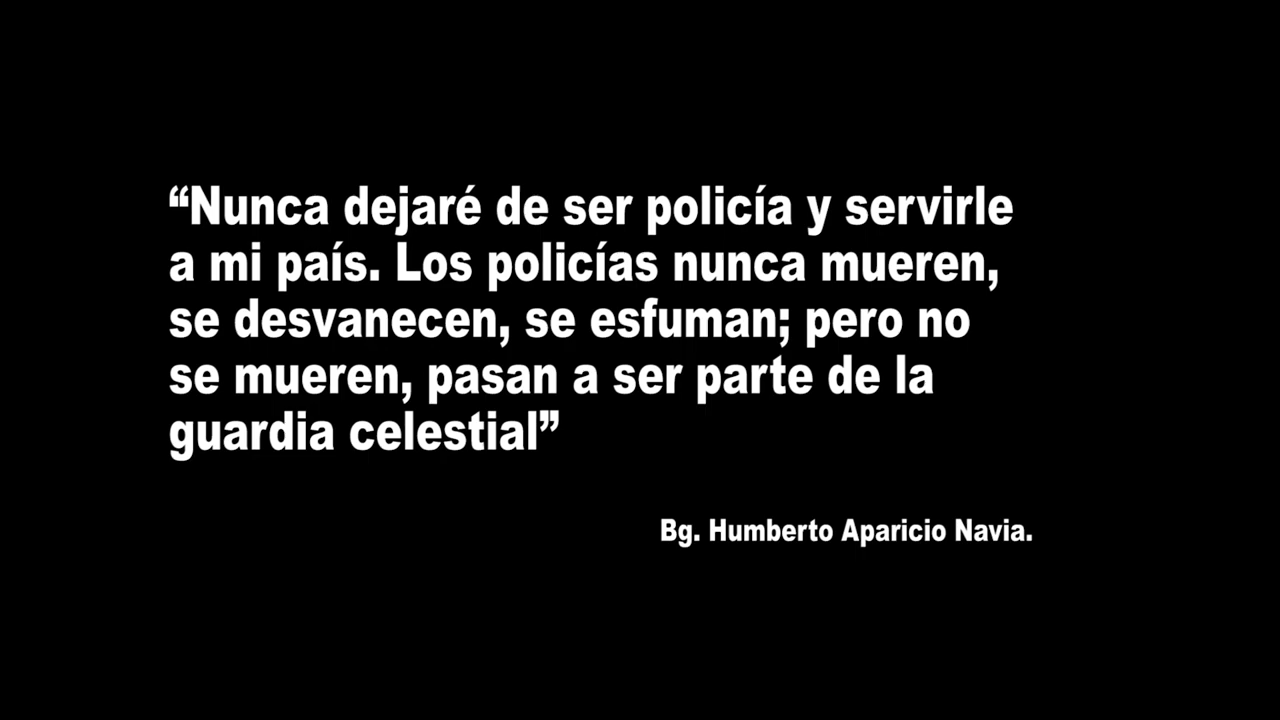 “Nunca dejaré de ser policía y servirle
a mi país. Los policías nunca mueren,
se desvanecen, se esfuman; pero no
se mueren, pasan a ser parte de la
guardia celestial”
Bg. Humberto Aparicio Navia.